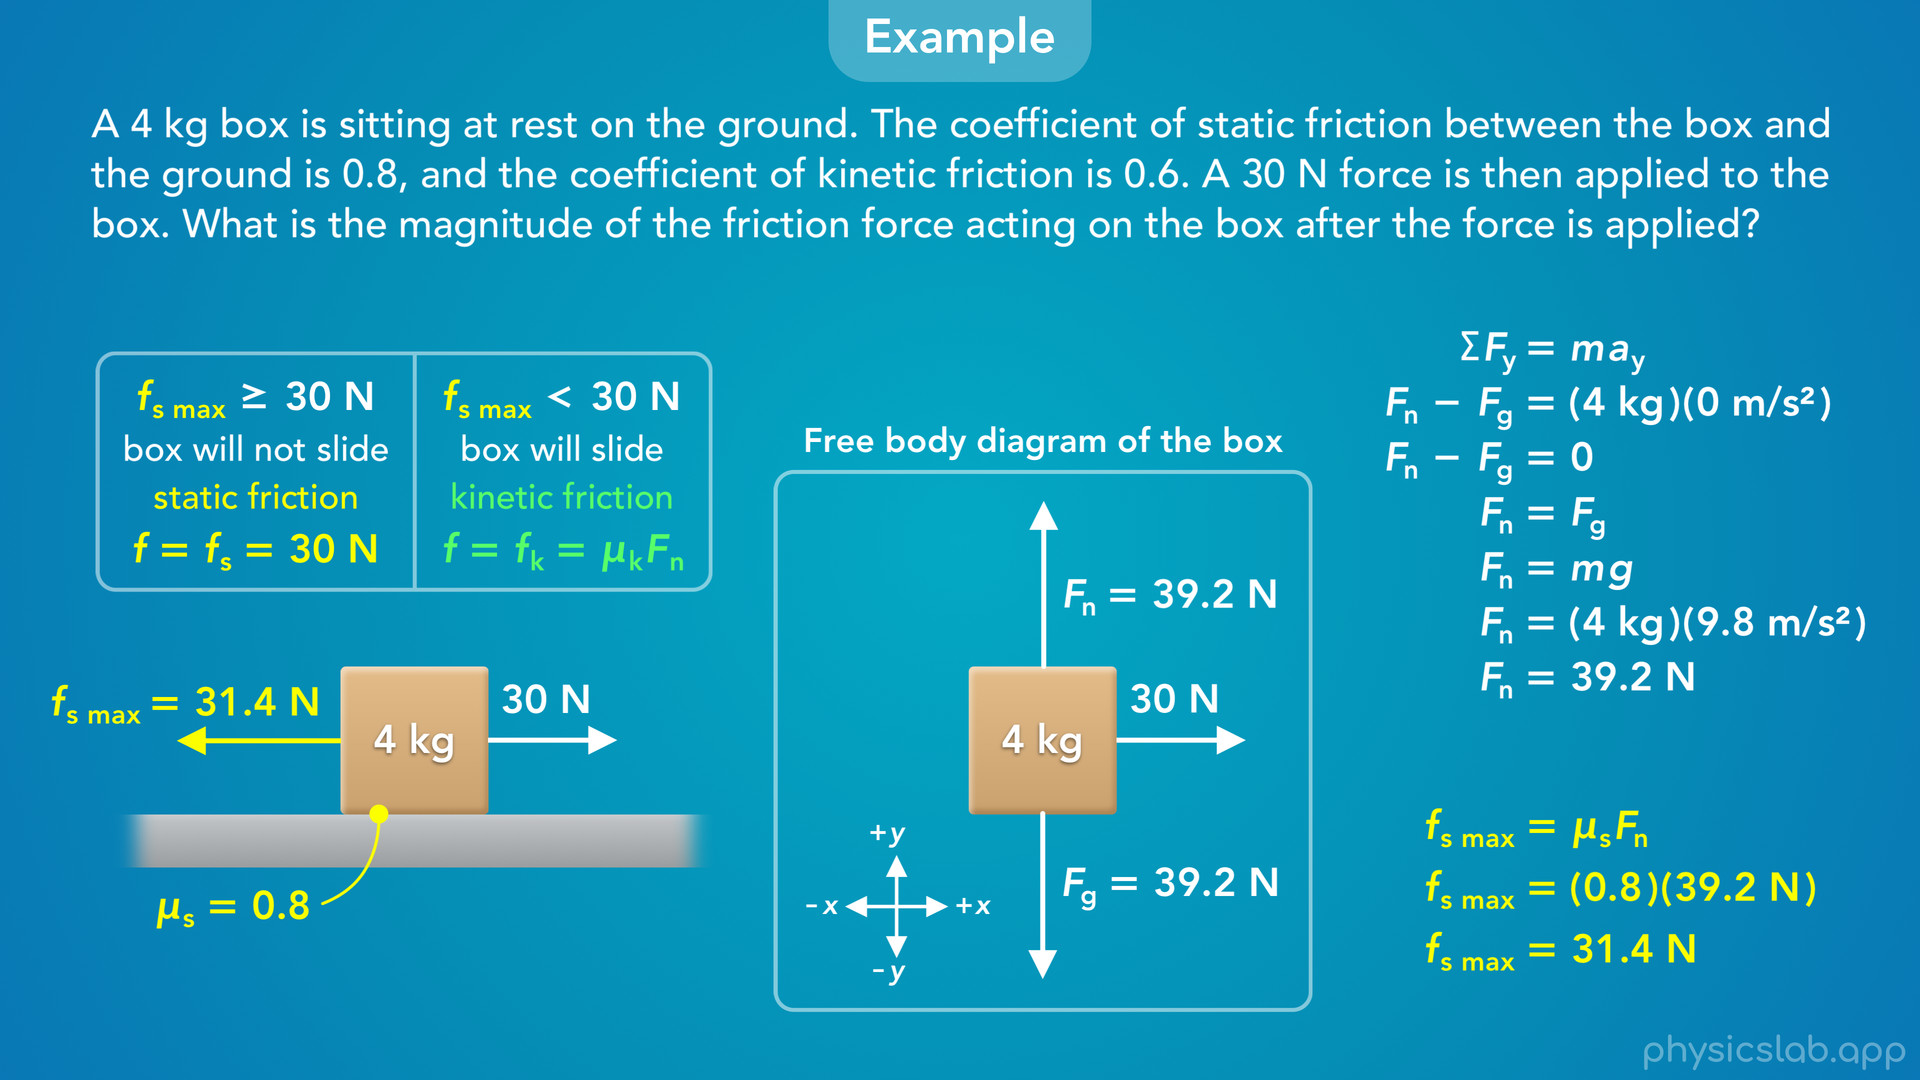 Example
A 4 kg box is sitting at rest on the ground. The coefficient of static friction between the box and
the ground is 0.8, and the coefficient of kinetic friction is 0.6. A 30 N force is then applied to the
box. What is the magnitude of the friction force acting on the box after the force is applied?
fs max ≥ 30 N
box will not slide
static friction
f = fs = 30 N
fs max < 30 N
box will slide
kinetic friction
f = fk = μkFn
fs max = 31.4 N
4 kg
30 N
μs = 0.8
Free body diagram of the box
Fn = 39.2 N
4 kg
30 N
Fg = 39.2 N
+y
-x
+x
-y
ΣFy = may
Fn − Fg = (4 kg)(0 m/s²)
Fn − Fg = 0
Fn = Fg
Fn = mg
Fn = (4 kg)(9.8 m/s²)
Fn = 39.2 N
fs max = μsFn
fs max = (0.8)(39.2 N)
fs max = 31.4 N
physicslab.app